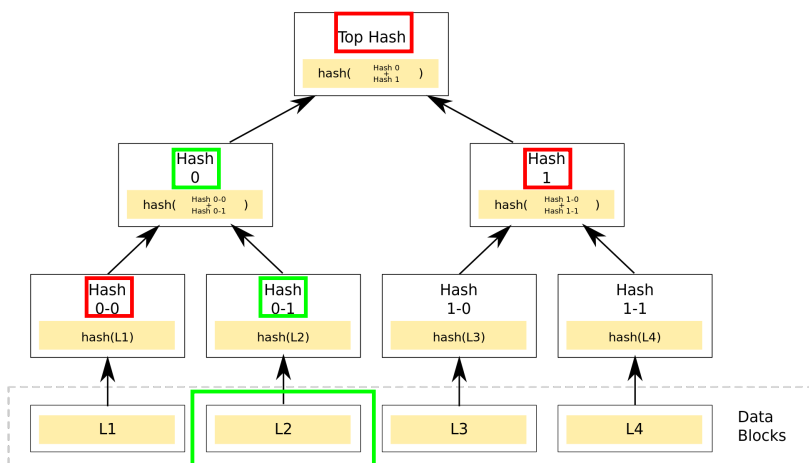 Top Hash
hash( Hash 0 + Hash 1 )
Hash 0
hash( Hash 0-0 + Hash 0-1 )
Hash 1
hash( Hash 1-0 + Hash 1-1 )
Hash 0-0
hash(L1)
Hash 0-1
hash(L2)
Hash 1-0
hash(L3)
Hash 1-1
hash(L4)
L1
L2
L3
L4
Data
Blocks